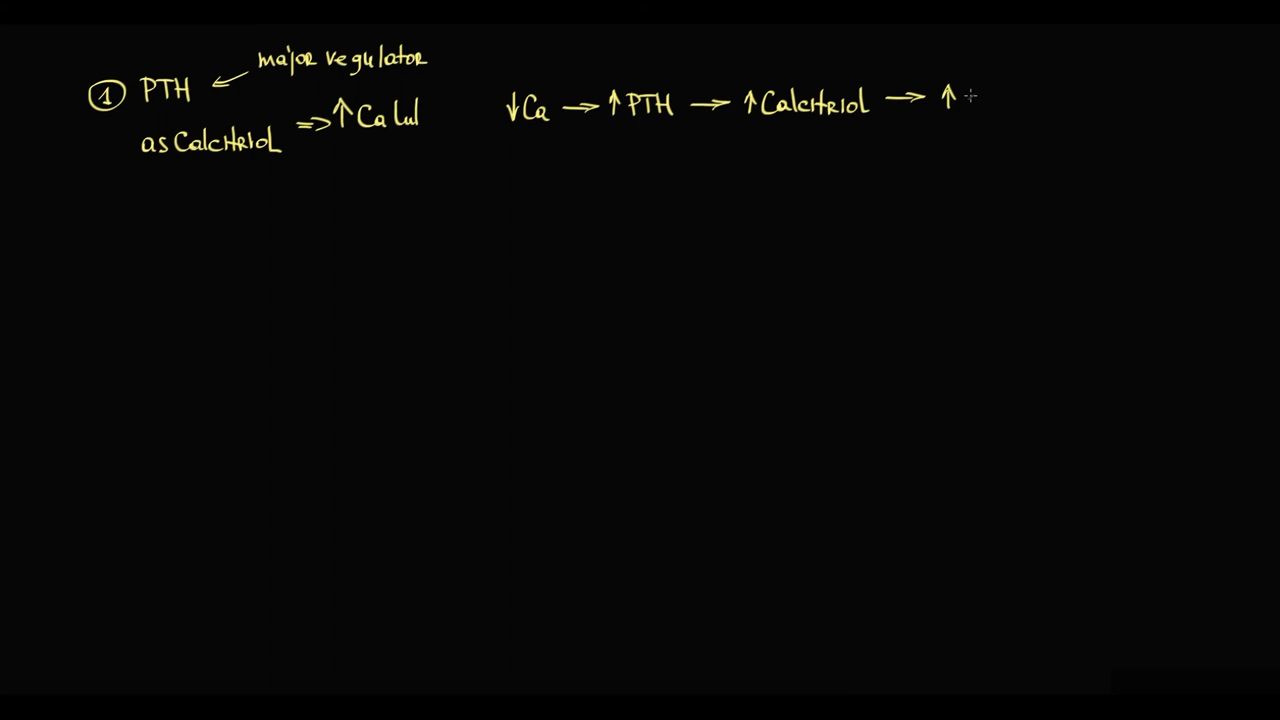 ① PTH ← major regulator
as Calcitriol ⇒ ↑ Ca lvl
↓Ca → ↑PTH → ↑Calcitriol → ↑